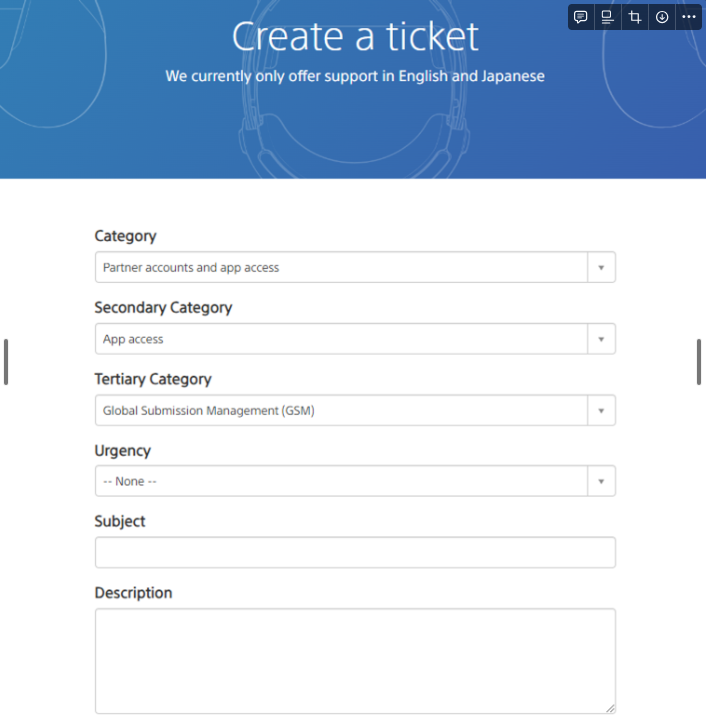 Create a ticket
We currently only offer support in English and Japanese
Category
Partner accounts and app access
Secondary Category
App access
Tertiary Category
Global Submission Management (GSM)
Urgency
-- None --
Subject
Description